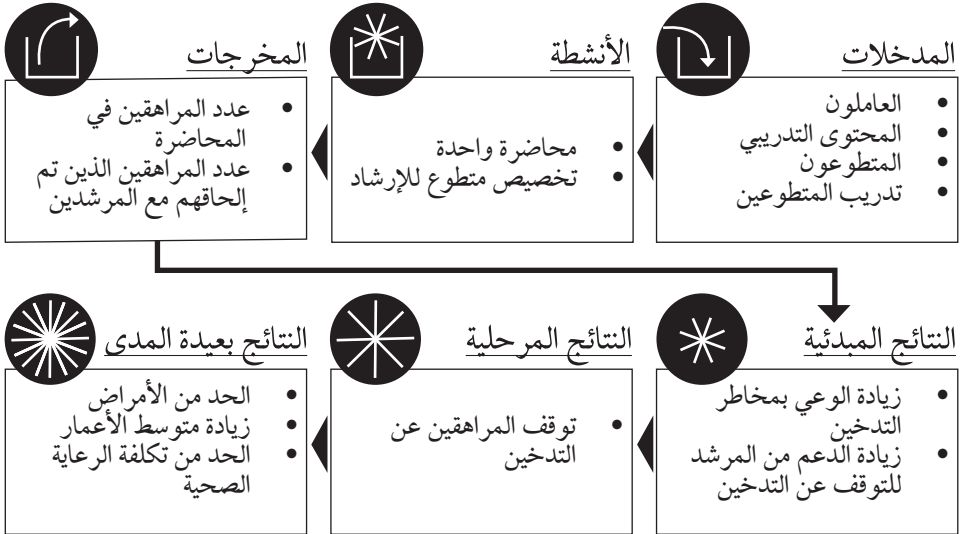 المدخلات
• العاملون
• المحتوى التدريبي
• المتطوعون
• تدريب المتطوعين
الأنشطة
• محاضرة واحدة
• تخصيص متطوع للإرشاد
المخرجات
• عدد المراهقين في
المحاضرة
• عدد المراهقين الذين تم
إلحاقهم مع المرشدين
النتائج المبدئية
• زيادة الوعي بمخاطر
التدخين
• زيادة الدعم من المرشد
للتوقف عن التدخين
النتائج المرحلية
• توقف المراهقين عن
التدخين
النتائج بعيدة المدى
• الحد من الأمراض
• زيادة متوسط الأعمار
• الحد من تكلفة الرعاية
الصحية